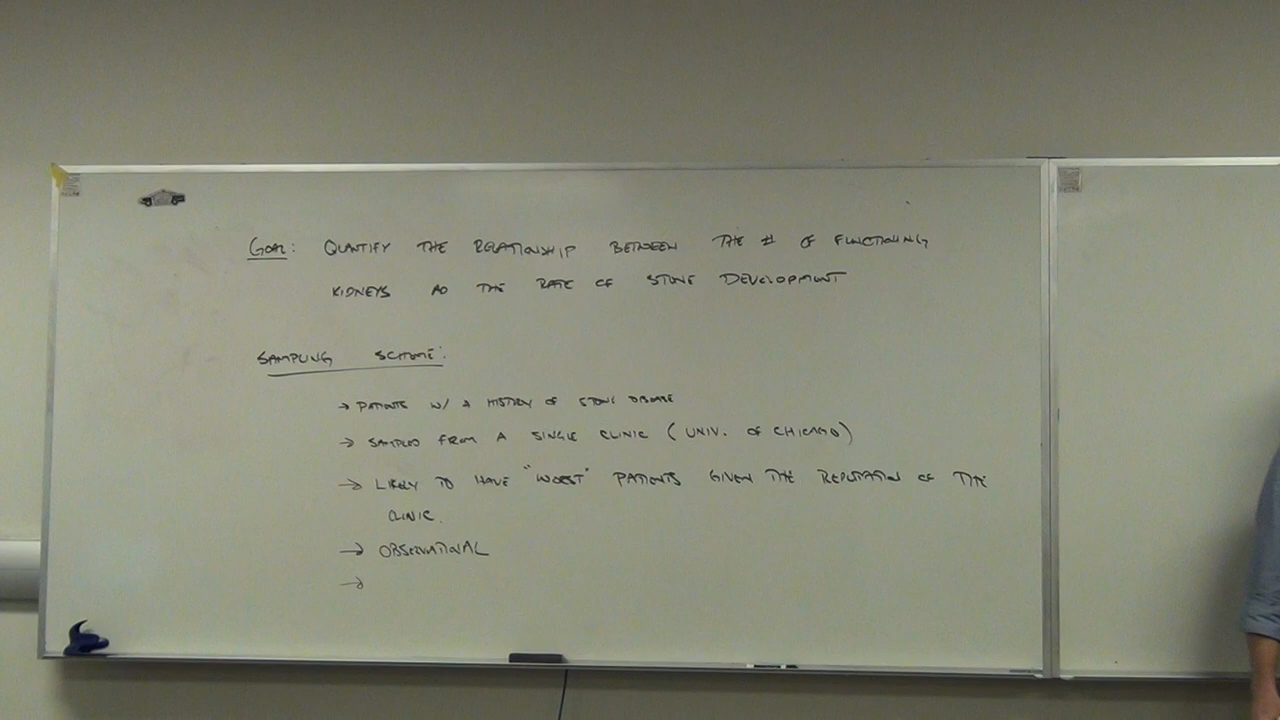 GOAL: QUANTIFY THE RELATIONSHIP BETWEEN THE # OF FUNCTIONING
KIDNEYS AND THE RATE OF STONE DEVELOPMENT
SAMPLING SCHEME:
→ PATIENTS W/ A HISTORY OF STONE DISEASE
→ SAMPLED FROM A SINGLE CLINIC (UNIV. OF CHICAGO)
→ LIKELY TO HAVE "WORST" PATIENTS GIVEN THE REPUTATION OF THE
CLINIC.
→ OBSERVATIONAL
→